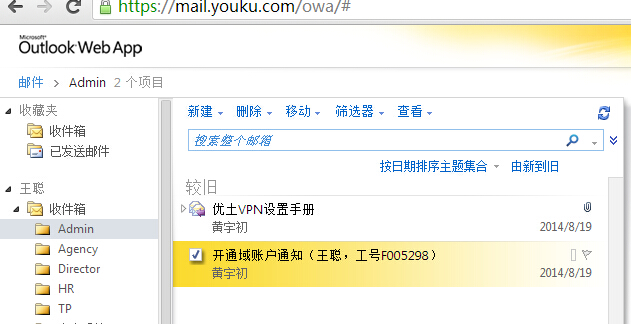 https://mail.youku.com/owa/#
Microsoft®
Outlook Web App
邮件 > Admin 2 个项目
收藏夹
收件箱
已发送邮件
王聪
收件箱
Admin
Agency
Director
HR
TP
新建 删除 移动 筛选器 查看
搜索整个邮箱
按日期排序主题集合 由新到旧
较旧
优土VPN设置手册
黄宇初 2014/8/19
开通域账户通知（王聪，工号F005298）
黄宇初 2014/8/19